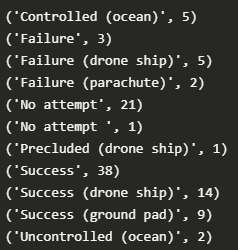 ('Controlled (ocean)', 5)
('Failure', 3)
('Failure (drone ship)', 5)
('Failure (parachute)', 2)
('No attempt', 21)
('No attempt ', 1)
('Precluded (drone ship)', 1)
('Success', 38)
('Success (drone ship)', 14)
('Success (ground pad)', 9)
('Uncontrolled (ocean)', 2)